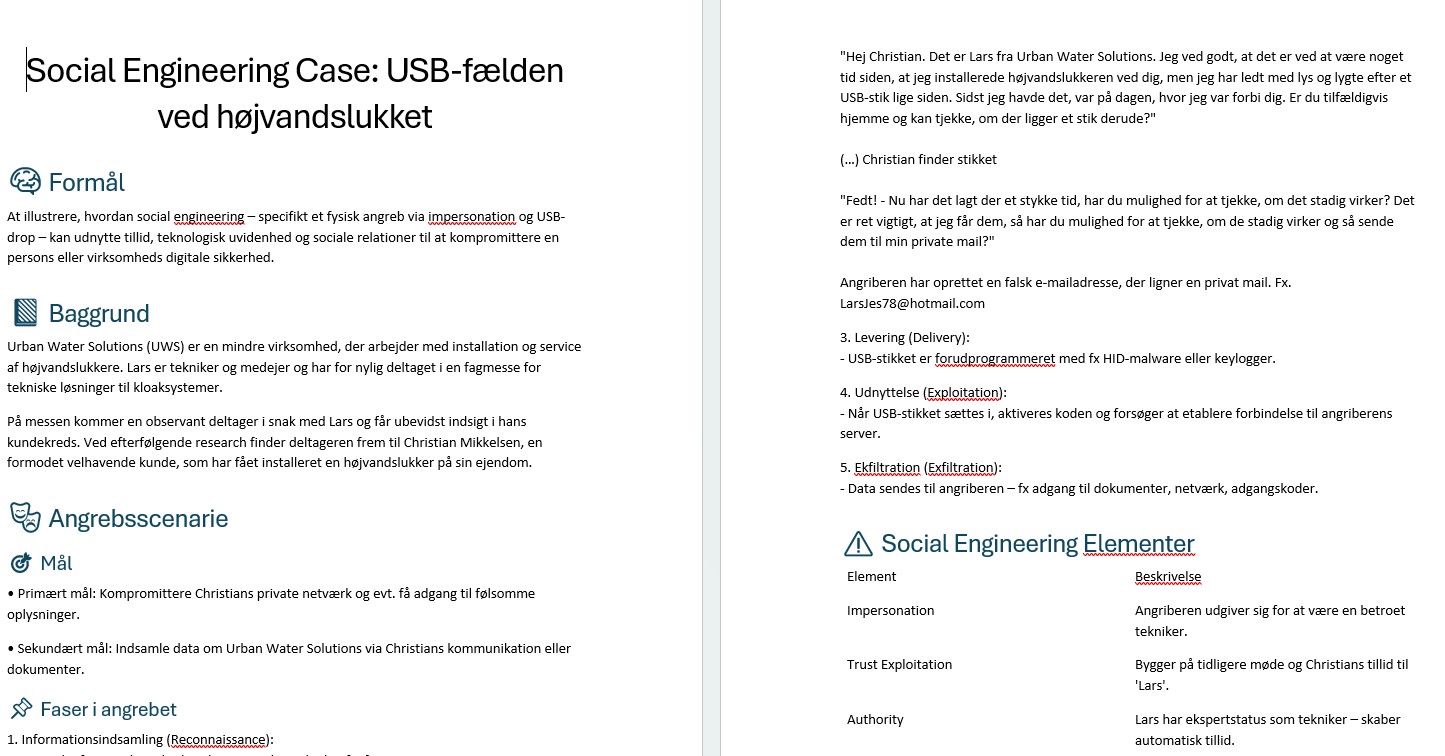 Social Engineering Case: USB-fælden
ved højvandslukket
Formål
At illustrere, hvordan social engineering – specifikt et fysisk angreb via impersonation og USB-
drop – kan udnytte tillid, teknologisk uvidenhed og sociale relationer til at kompromittere en
persons eller virksomheds digitale sikkerhed.
Baggrund
Urban Water Solutions (UWS) er en mindre virksomhed, der arbejder med installation og service
af højvandslukkere. Lars er tekniker og medejer og har for nylig deltaget i en fagmesse for
tekniske løsninger til kloaksystemer.
På messen kommer en observant deltager i snak med Lars og får ubevidst indsigt i hans
kundekreds. Ved efterfølgende research finder deltageren frem til Christian Mikkelsen, en
formodet velhavende kunde, som har fået installeret en højvandslukker på sin ejendom.
Angrebsscenarie
Mål
• Primært mål: Kompromittere Christians private netværk og evt. få adgang til følsomme
oplysninger.
• Sekundært mål: Indsamle data om Urban Water Solutions via Christians kommunikation eller
dokumenter.
Faser i angrebet
1. Informationsindsamling (Reconnaissance):
"Hej Christian. Det er Lars fra Urban Water Solutions. Jeg ved godt, at det er ved at være noget
tid siden, at jeg installerede højvandslukkeren ved dig, men jeg har ledt med lys og lygte efter et
USB-stik lige siden. Sidst jeg havde det, var på dagen, hvor jeg var forbi dig. Er du tilfældigvis
hjemme og kan tjekke, om der ligger et stik derude?"
(…) Christian finder stikket
"Fedt! - Nu har det lagt der et stykke tid, har du mulighed for at tjekke, om det stadig virker? Det
er ret vigtigt, at jeg får dem, så har du mulighed for at tjekke, om de stadig virker og så sende
dem til min private mail?"
Angriberen har oprettet en falsk e-mailadresse, der ligner en privat mail. Fx.
LarsJes78@hotmail.com
3. Levering (Delivery):
- USB-stikket er forudprogrammeret med fx HID-malware eller keylogger.
4. Udnyttelse (Exploitation):
- Når USB-stikket sættes i, aktiveres koden og forsøger at etablere forbindelse til angriberens
server.
5. Ekfiltration (Exfiltration):
- Data sendes til angriberen – fx adgang til dokumenter, netværk, adgangskoder.
Social Engineering Elementer
Element Beskrivelse
Impersonation Angriberen udgiver sig for at være en betroet
tekniker.
Trust Exploitation Bygger på tidligere møde og Christians tillid til
'Lars'.
Authority Lars har ekspertstatus som tekniker – skaber
automatisk tillid.